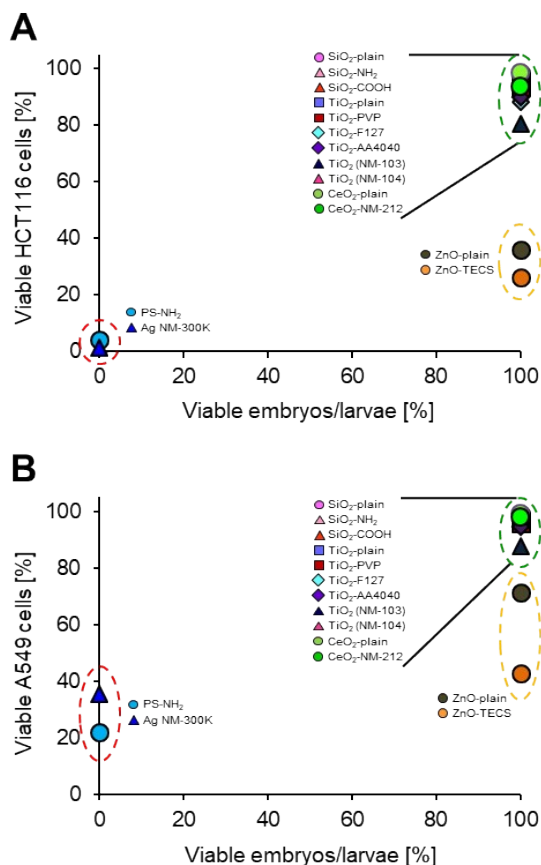 A
Viable HCT116 cells [%]
100
80
60
40
20
0
SiO₂-plain
SiO₂-NH₂
SiO₂-COOH
TiO₂-plain
TiO₂-PVP
TiO₂-F127
TiO₂-AA4040
TiO₂ (NM-103)
TiO₂ (NM-104)
CeO₂-plain
CeO₂-NM-212
ZnO-plain
ZnO-TECS
PS-NH₂
Ag NM-300K
0 20 40 60 80 100
Viable embryos/larvae [%]
B
Viable A549 cells [%]
100
80
60
40
20
0
SiO₂-plain
SiO₂-NH₂
SiO₂-COOH
TiO₂-plain
TiO₂-PVP
TiO₂-F127
TiO₂-AA4040
TiO₂ (NM-103)
TiO₂ (NM-104)
CeO₂-plain
CeO₂-NM-212
ZnO-plain
ZnO-TECS
PS-NH₂
Ag NM-300K
0 20 40 60 80 100
Viable embryos/larvae [%]